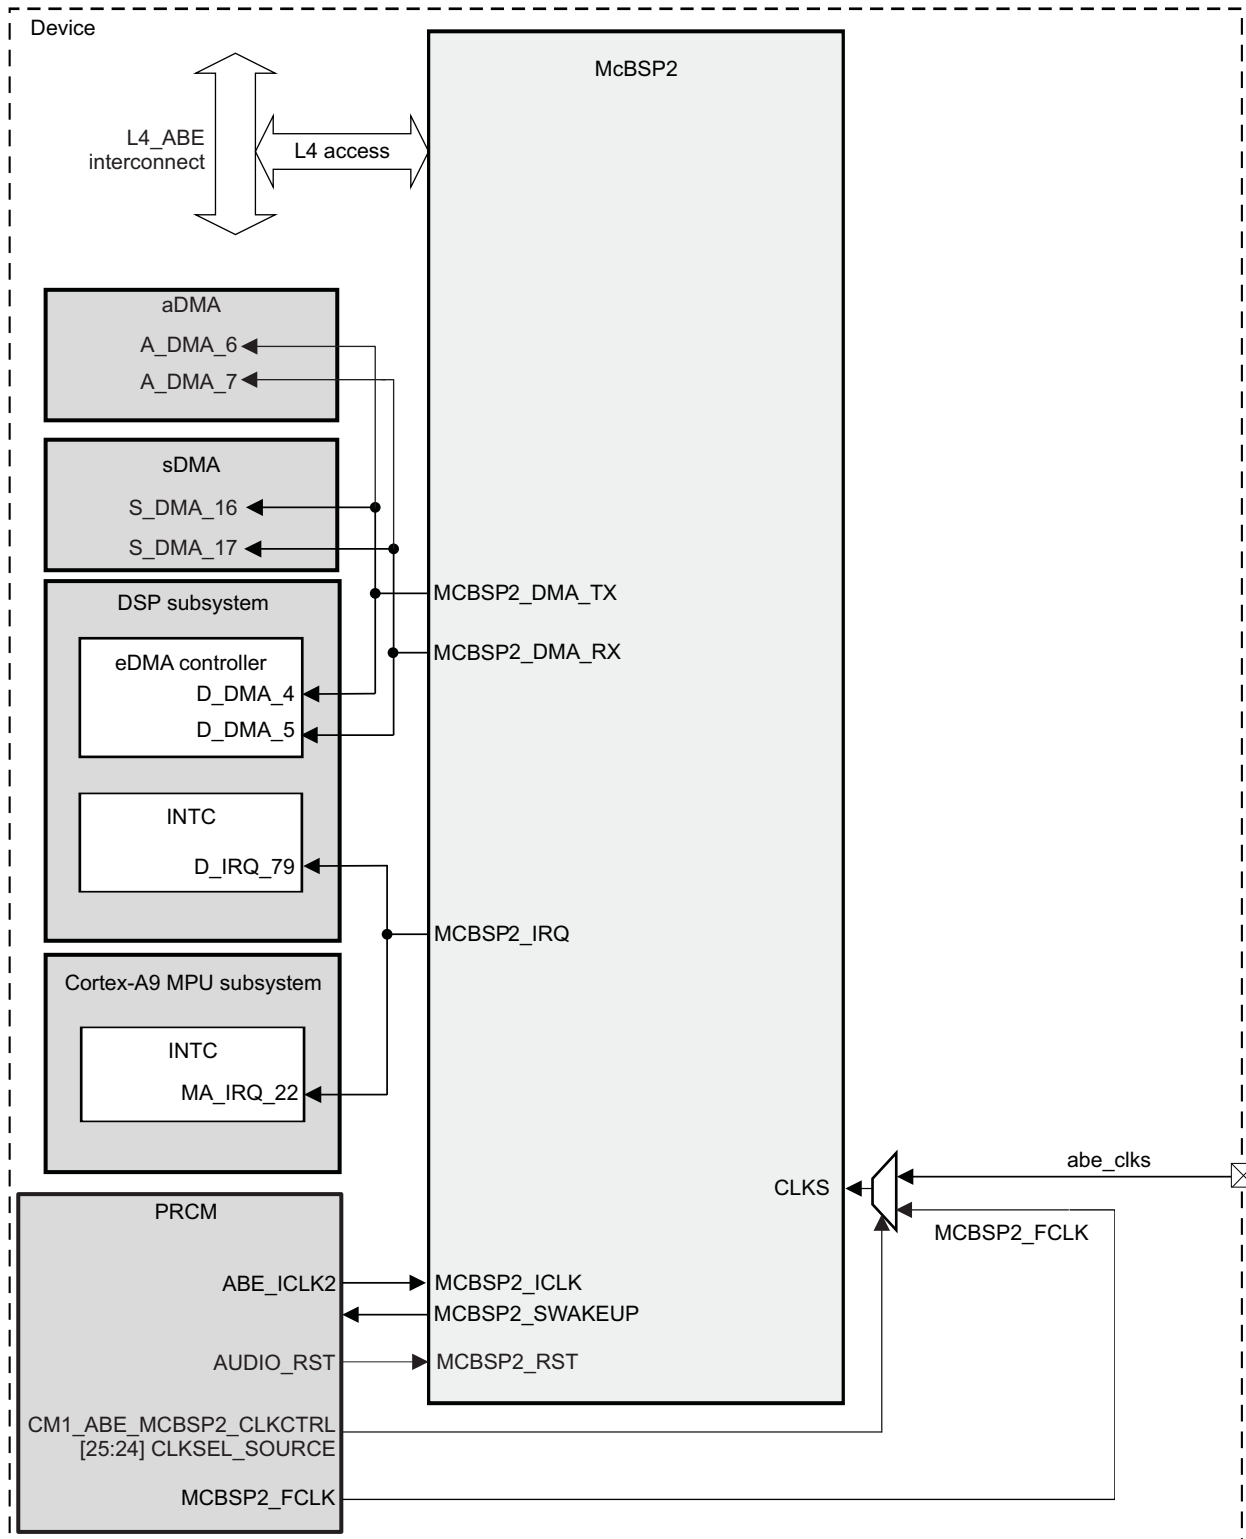 Device
McBSP2
L4_ABE
interconnect
L4 access
aDMA
A_DMA_6
A_DMA_7
sDMA
S_DMA_16
S_DMA_17
DSP subsystem
MCBSP2_DMA_TX
eDMA controller
MCBSP2_DMA_RX
D_DMA_4
D_DMA_5
INTC
D_IRQ_79
MCBSP2_IRQ
Cortex-A9 MPU subsystem
INTC
MA_IRQ_22
abe_clks
CLKS
PRCM
MCBSP2_FCLK
ABE_ICLK2
MCBSP2_ICLK
MCBSP2_SWAKEUP
AUDIO_RST
MCBSP2_RST
CM1_ABE_MCBSP2_CLKCTRL
[25:24] CLKSEL_SOURCE
MCBSP2_FCLK